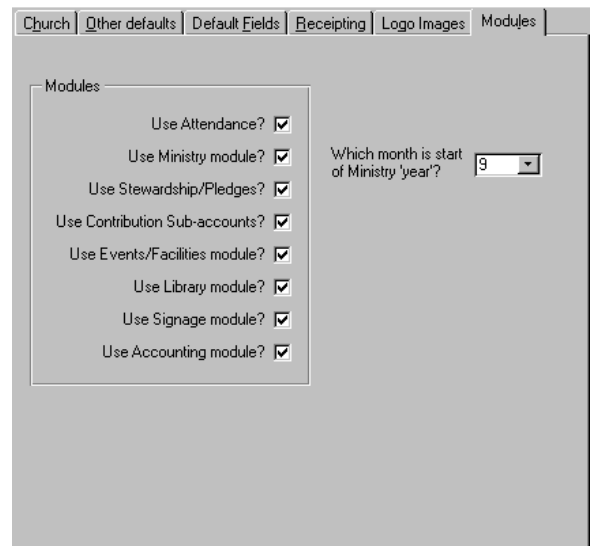 Church Other defaults Default Fields Receipting Logo Images Modules
Modules
Use Attendance?
Use Ministry module? Which month is start
of Ministry 'year'? 9
Use Stewardship/Pledges?
Use Contribution Sub-accounts?
Use Events/Facilities module?
Use Library module?
Use Signage module?
Use Accounting module?